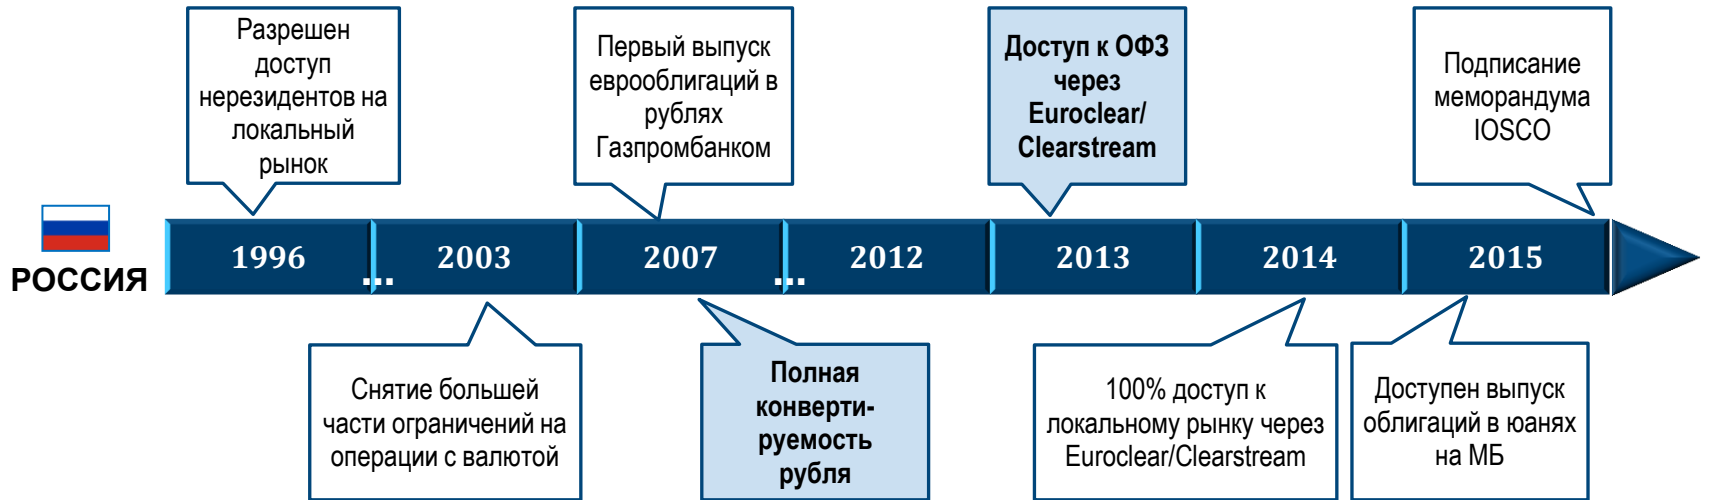 Разрешен
доступ
нерезидентов на
локальный
рынок
Первый выпуск
еврооблигаций в
рублях
Газпромбанком
Доступ к ОФЗ
через
Euroclear/
Clearstream
Подписание
меморандума
IOSCO
РОССИЯ
1996
...
2003
2007
...
2012
2013
2014
2015
Снятие большей
части ограничений на
операции с валютой
Полная
конверти-
руемость
рубля
100% доступ к
локальному рынку через
Euroclear/Clearstream
Доступен выпуск
облигаций в юанях
на МБ